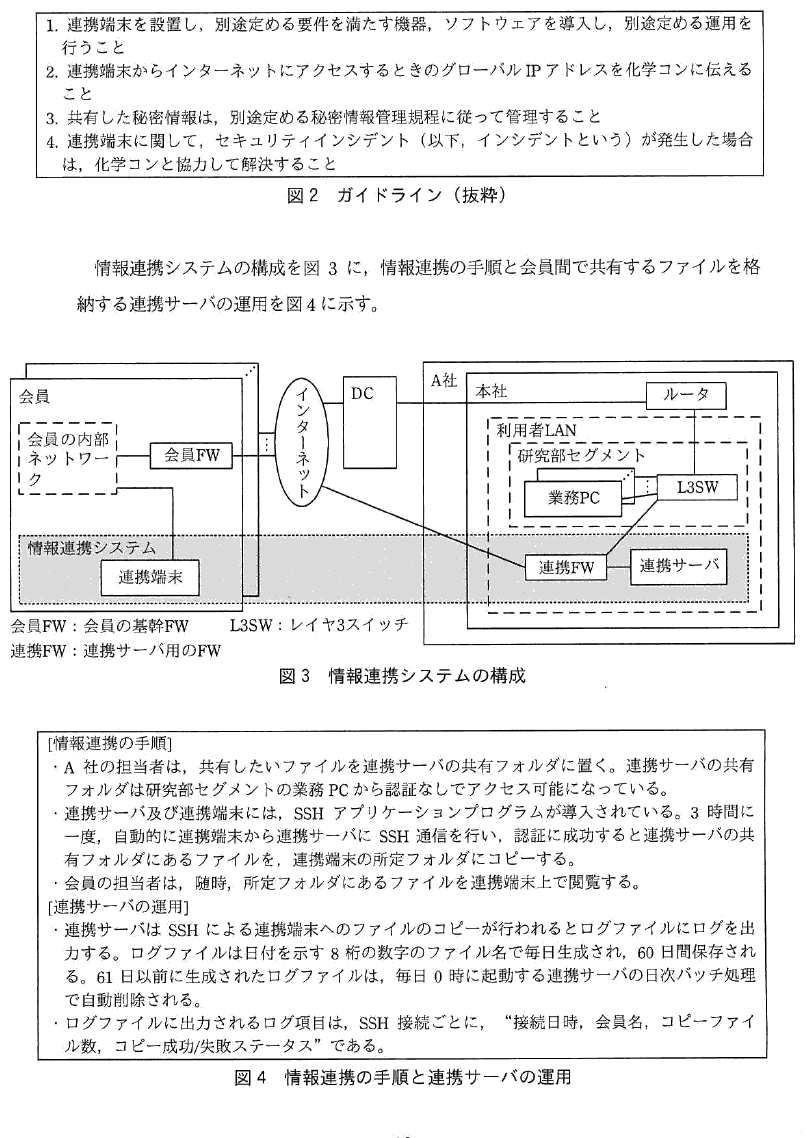 1. 連携端末を設置し，別途定める要件を満たす機器，ソフトウェアを導入し，別途定める運用を
行うこと
2. 連携端末からインターネットにアクセスするときのグローバル IP アドレスを化学コンに伝える
こと
3. 共有した秘密情報は，別途定める秘密情報管理規程に従って管理すること
4. 連携端末に関して，セキュリティインシデント（以下，インシデントという）が発生した場合
は，化学コンと協力して解決すること
図2　ガイドライン（抜粋）
情報連携システムの構成を図 3 に，情報連携の手順と会員間で共有するファイルを格
納する連携サーバの運用を図 4 に示す。
会員
会員の内部
ネットワー
ク
会員FW
インターネット
DC
A社
本社
ルータ
利用者LAN
研究部セグメント
業務PC
L3SW
情報連携システム
連携端末
連携FW
連携サーバ
会員FW：会員の基幹FW　L3SW：レイヤ3スイッチ
連携FW：連携サーバ用のFW
図3　情報連携システムの構成
[情報連携の手順]
・A 社の担当者は，共有したいファイルを連携サーバの共有フォルダに置く。連携サーバの共有
フォルダは研究部セグメントの業務 PC から認証なしでアクセス可能になっている。
・連携サーバ及び連携端末には，SSH アプリケーションプログラムが導入されている。3 時間に
一度，自動的に連携端末から連携サーバに SSH 通信を行い，認証に成功すると連携サーバの共
有フォルダにあるファイルを，連携端末の所定フォルダにコピーする。
・会員の担当者は，随時，所定フォルダにあるファイルを連携端末上で閲覧する。
[連携サーバの運用]
・連携サーバは SSH による連携端末へのファイルのコピーが行われるとログファイルにログを出
力する。ログファイルは日付を示す 8 桁の数字のファイル名で毎日生成され，60 日間保存され
る。61 日以前に生成されたログファイルは，毎日 0 時に起動する連携サーバの日次バッチ処理
で自動削除される。
・ログファイルに出力されるログ項目は，SSH 接続ごとに，“接続日時，会員名，コピーファイ
ル数，コピー成功/失敗ステータス”である。
図4　情報連携の手順と連携サーバの運用